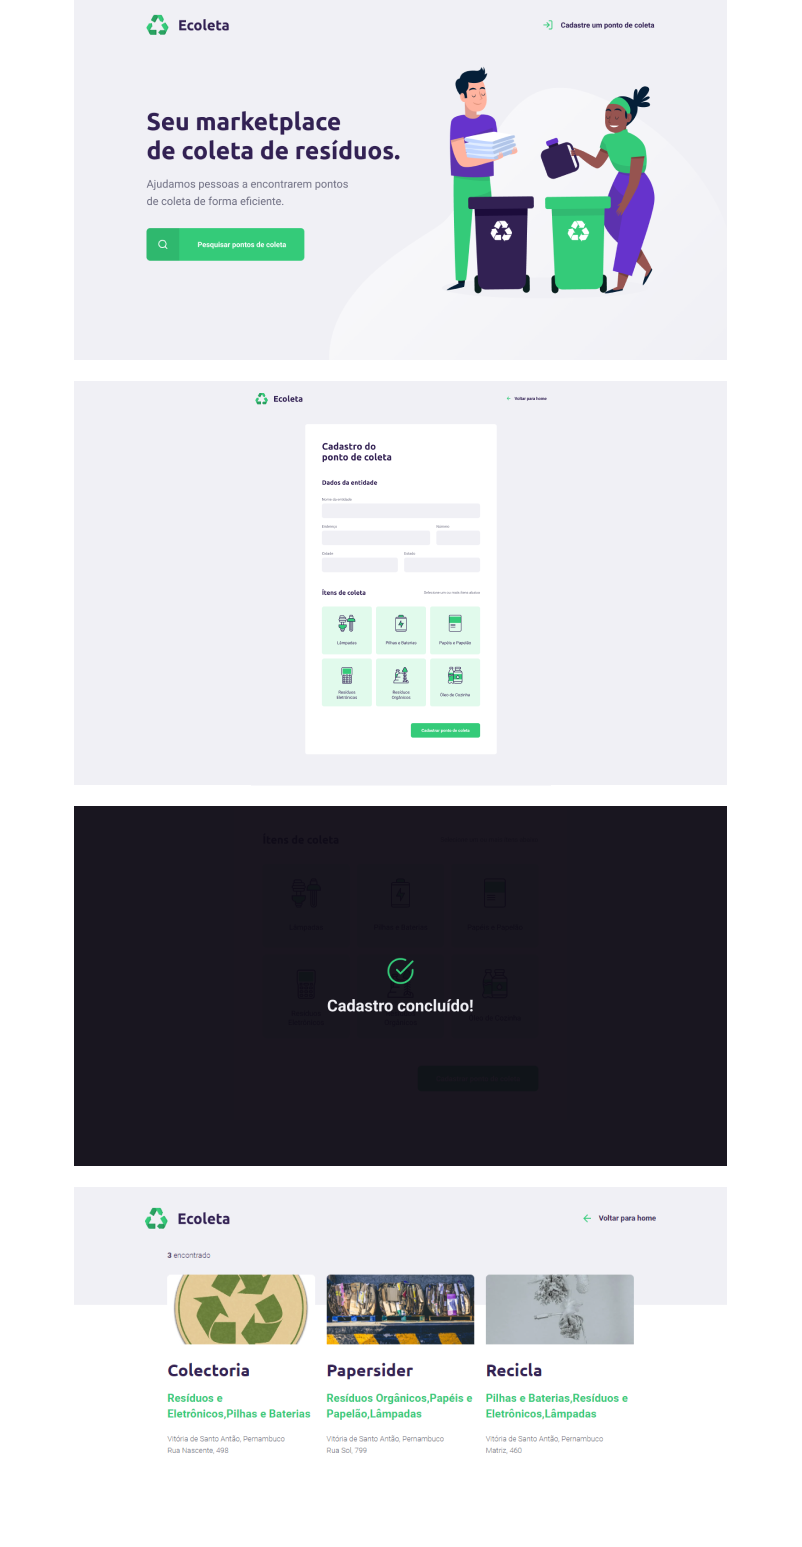 Ecoleta
Cadastre um ponto de coleta
Seu marketplace
de coleta de resíduos.
Ajudamos pessoas a encontrarem pontos
de coleta de forma eficiente.
Pesquisar pontos de coleta
Ecoleta
Voltar para home
Cadastro do
ponto de coleta
Dados da entidade
Nome da entidade
Endereço
Número
Cidade
Estado
Ítens de coleta
Selecione um ou mais ítens abaixo
Lâmpadas
Pilhas e Baterias
Papéis e Papelão
Resíduos
Eletrônicos
Resíduos
Orgânicos
Óleo de Cozinha
Cadastrar ponto de coleta
Ítens de coleta
Cadastro concluído!
Ecoleta
Voltar para home
3 encontrado
Colectoria
Resíduos e
Eletrônicos,Pilhas e Baterias
Vitória de Santo Antão, Pernambuco
Rua Nascente, 498
Papersider
Resíduos Orgânicos,Papéis e
Papelão,Lâmpadas
Vitória de Santo Antão, Pernambuco
Rua Sol, 799
Recicla
Pilhas e Baterias,Resíduos e
Eletrônicos,Lâmpadas
Vitória de Santo Antão, Pernambuco
Matriz, 460